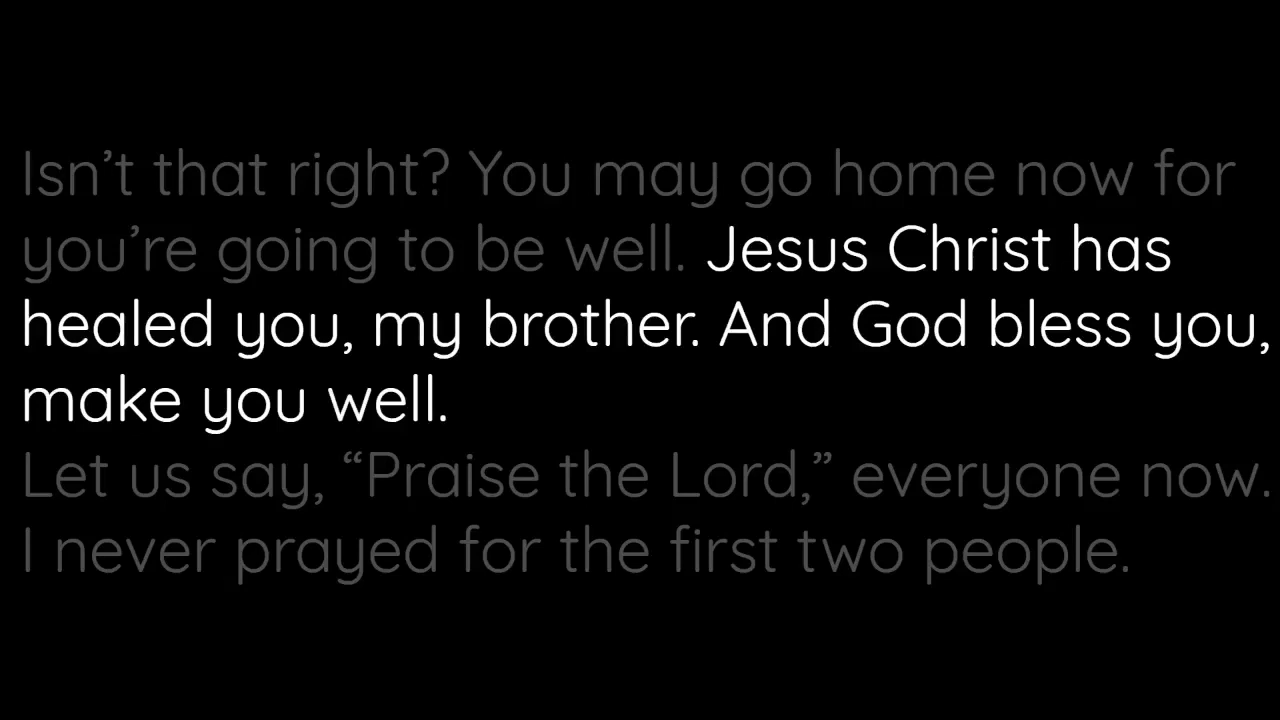 Isn’t that right? You may go home now for
you’re going to be well. Jesus Christ has
healed you, my brother. And God bless you,
make you well.
Let us say, “Praise the Lord,” everyone now.
I never prayed for the first two people.